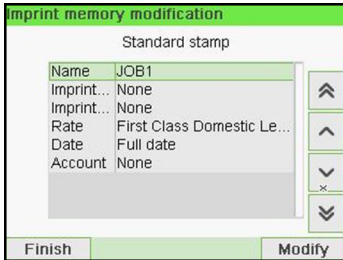 Imprint memory modification
Standard stamp
Name JOB1
Imprint... None
Imprint... None
Rate First Class Domestic Le...
Date Full date
Account None
Finish Modify